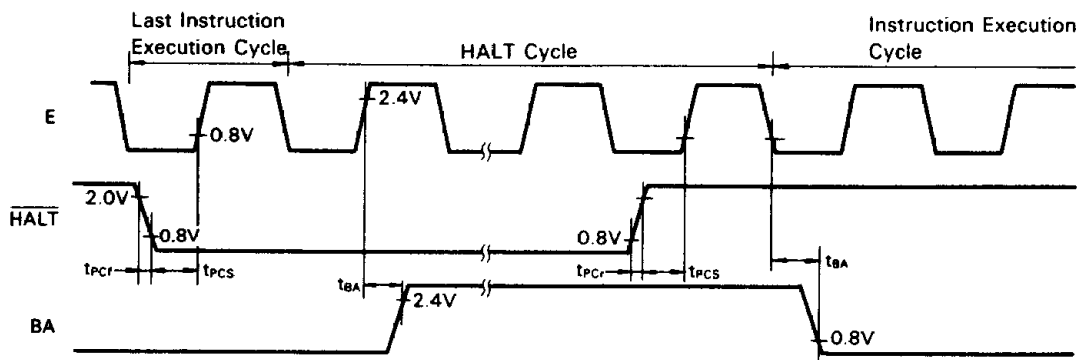 Last Instruction
Execution Cycle
HALT Cycle
Instruction Execution
Cycle
E
0.8V
2.4V
HALT
2.0V
0.8V
0.8V
tPCf
tPCS
tPCr
tPCS
tBA
tBA
BA
2.4V
0.8V